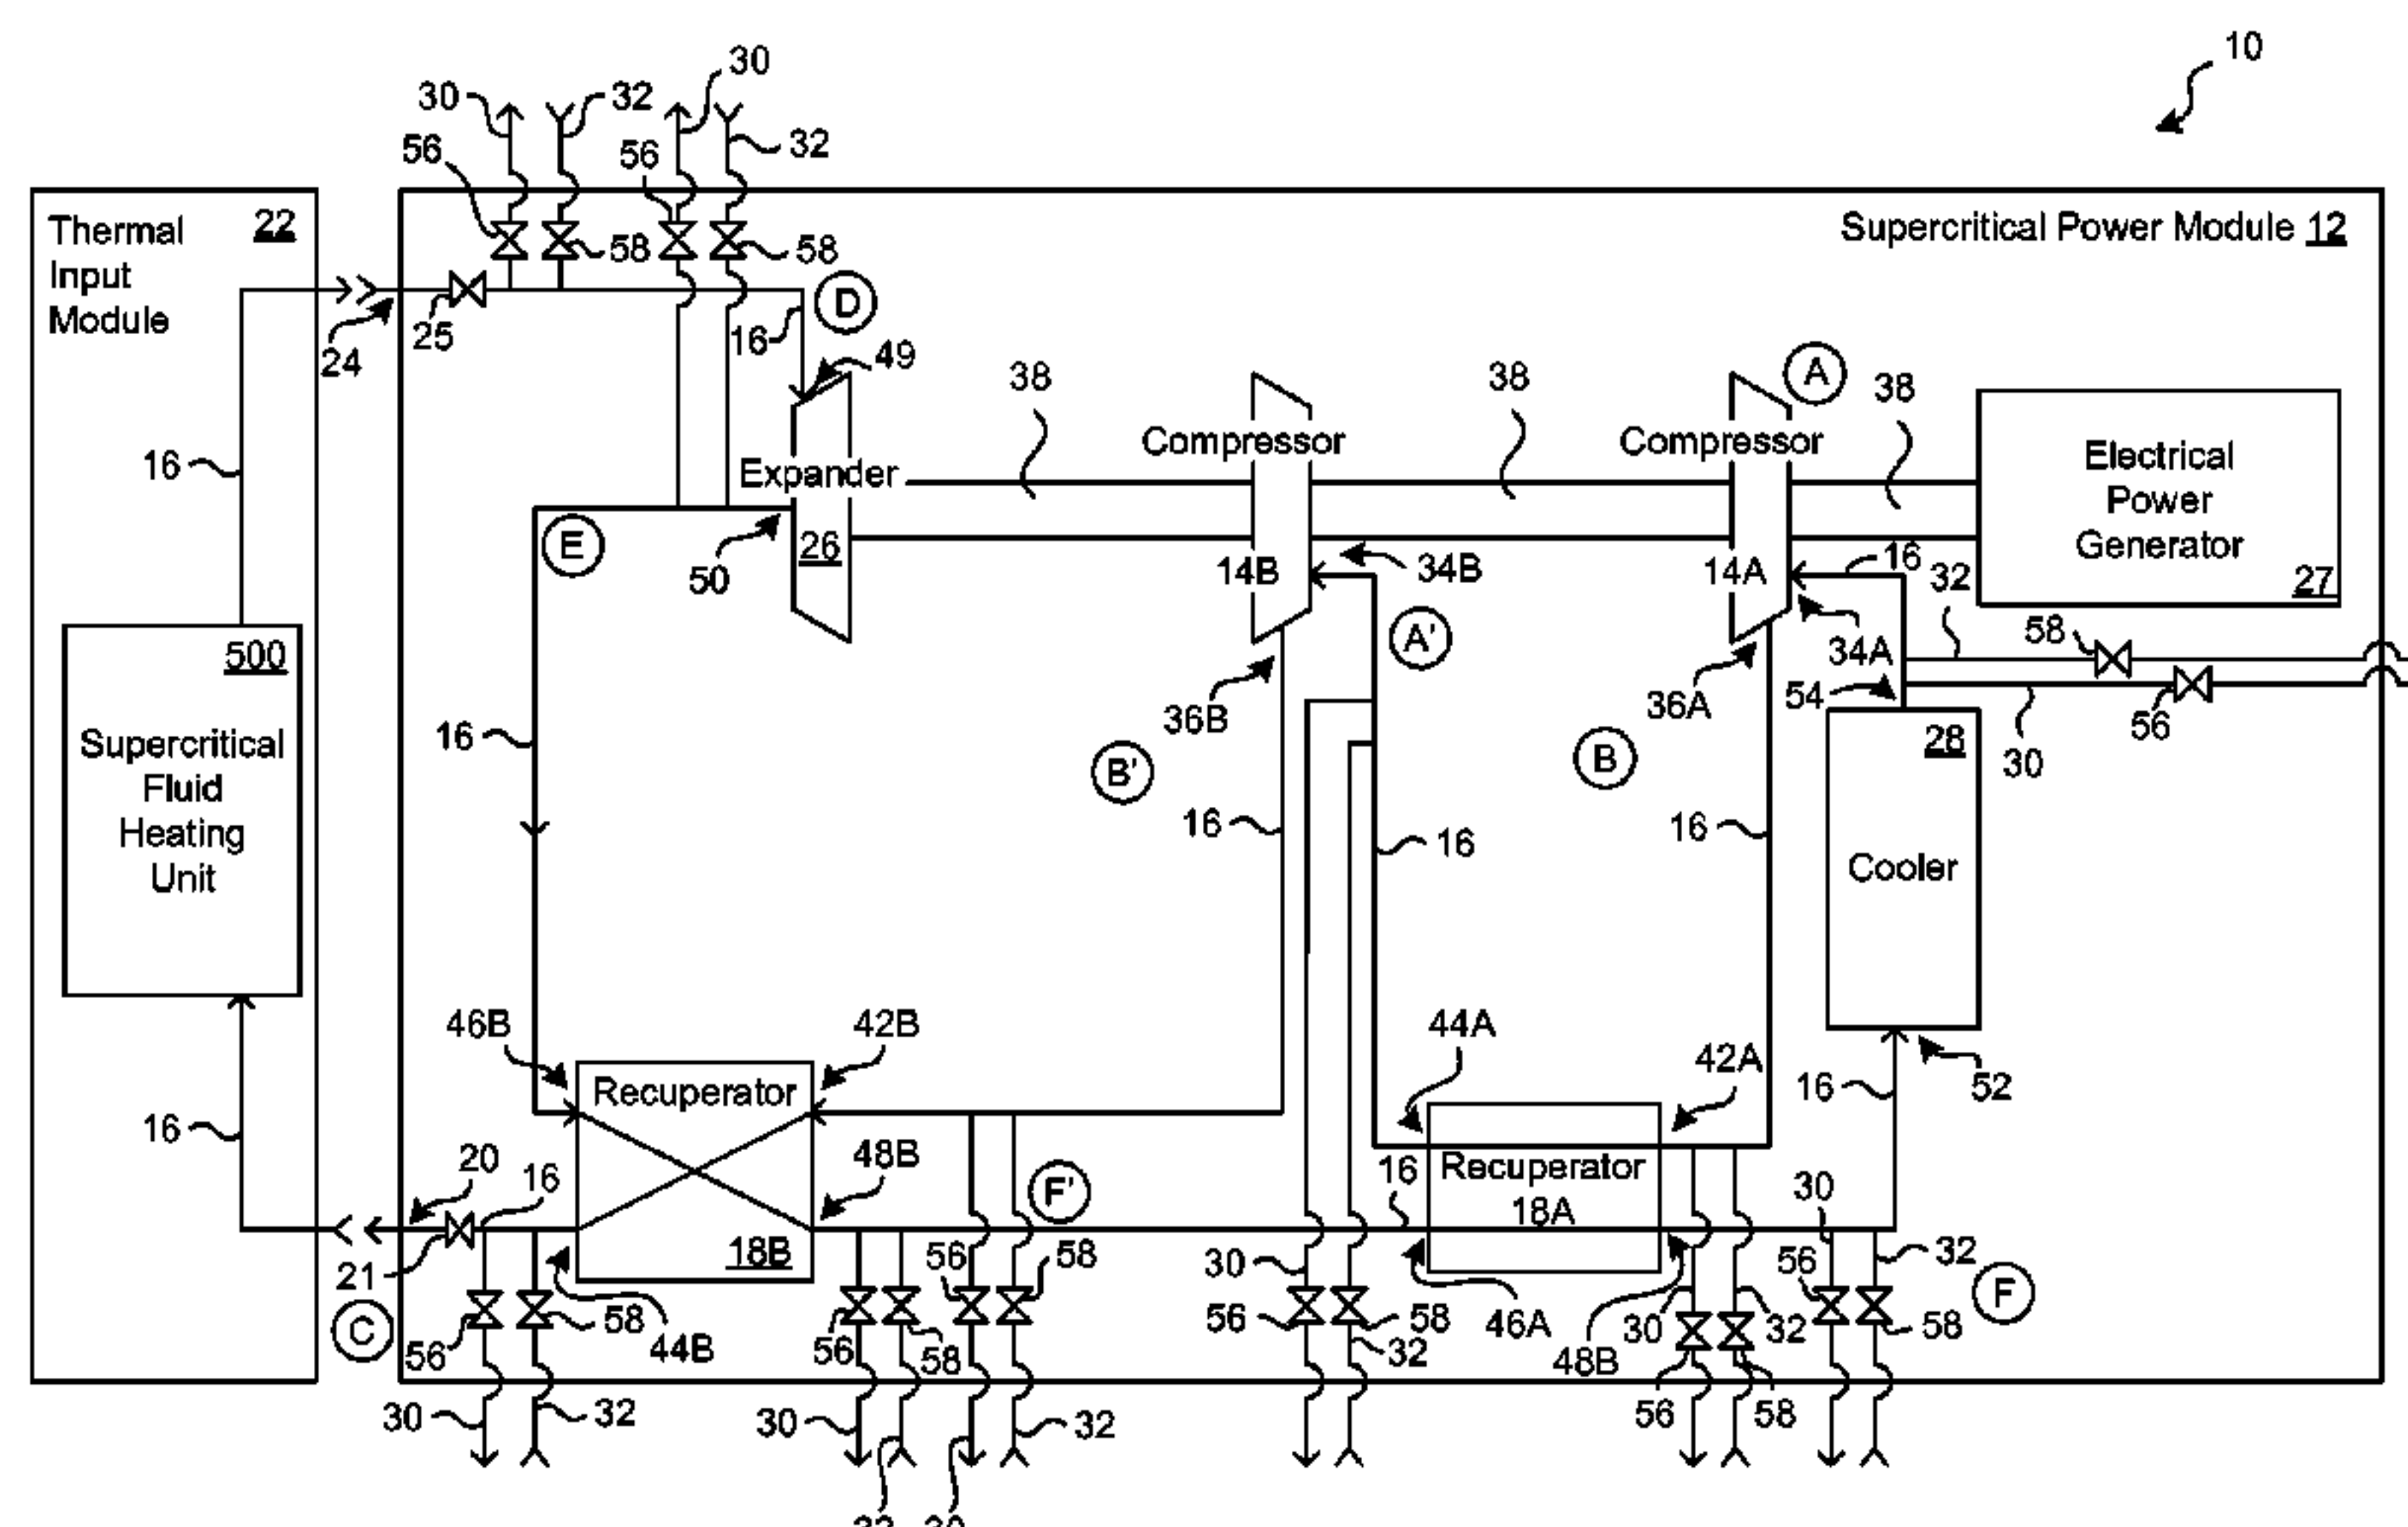 10
30
32
30
32
56
56
58
58
Thermal
Input
Module
22
Supercritical Power Module 12
24
25
16
D
49
16
38
38
A
38
Compressor
Compressor
Expander
26
Electrical
Power
Generator
27
E
50
14B
34B
14A
16
32
500
Supercritical
Fluid
Heating
Unit
A'
34A
58
36B
36A
54
56
30
16
B'
B
28
Cooler
16
16
16
46B
42B
44A
42A
16
52
16
Recuperator
18B
20
16
48B
F'
16
Recuperator
18A
16
30
32
21
C
56
58
44B
56
58
56
58
30
56
58
32
46A
48B
30
32
56
58
F
56
58
30
32
30
32
30
32